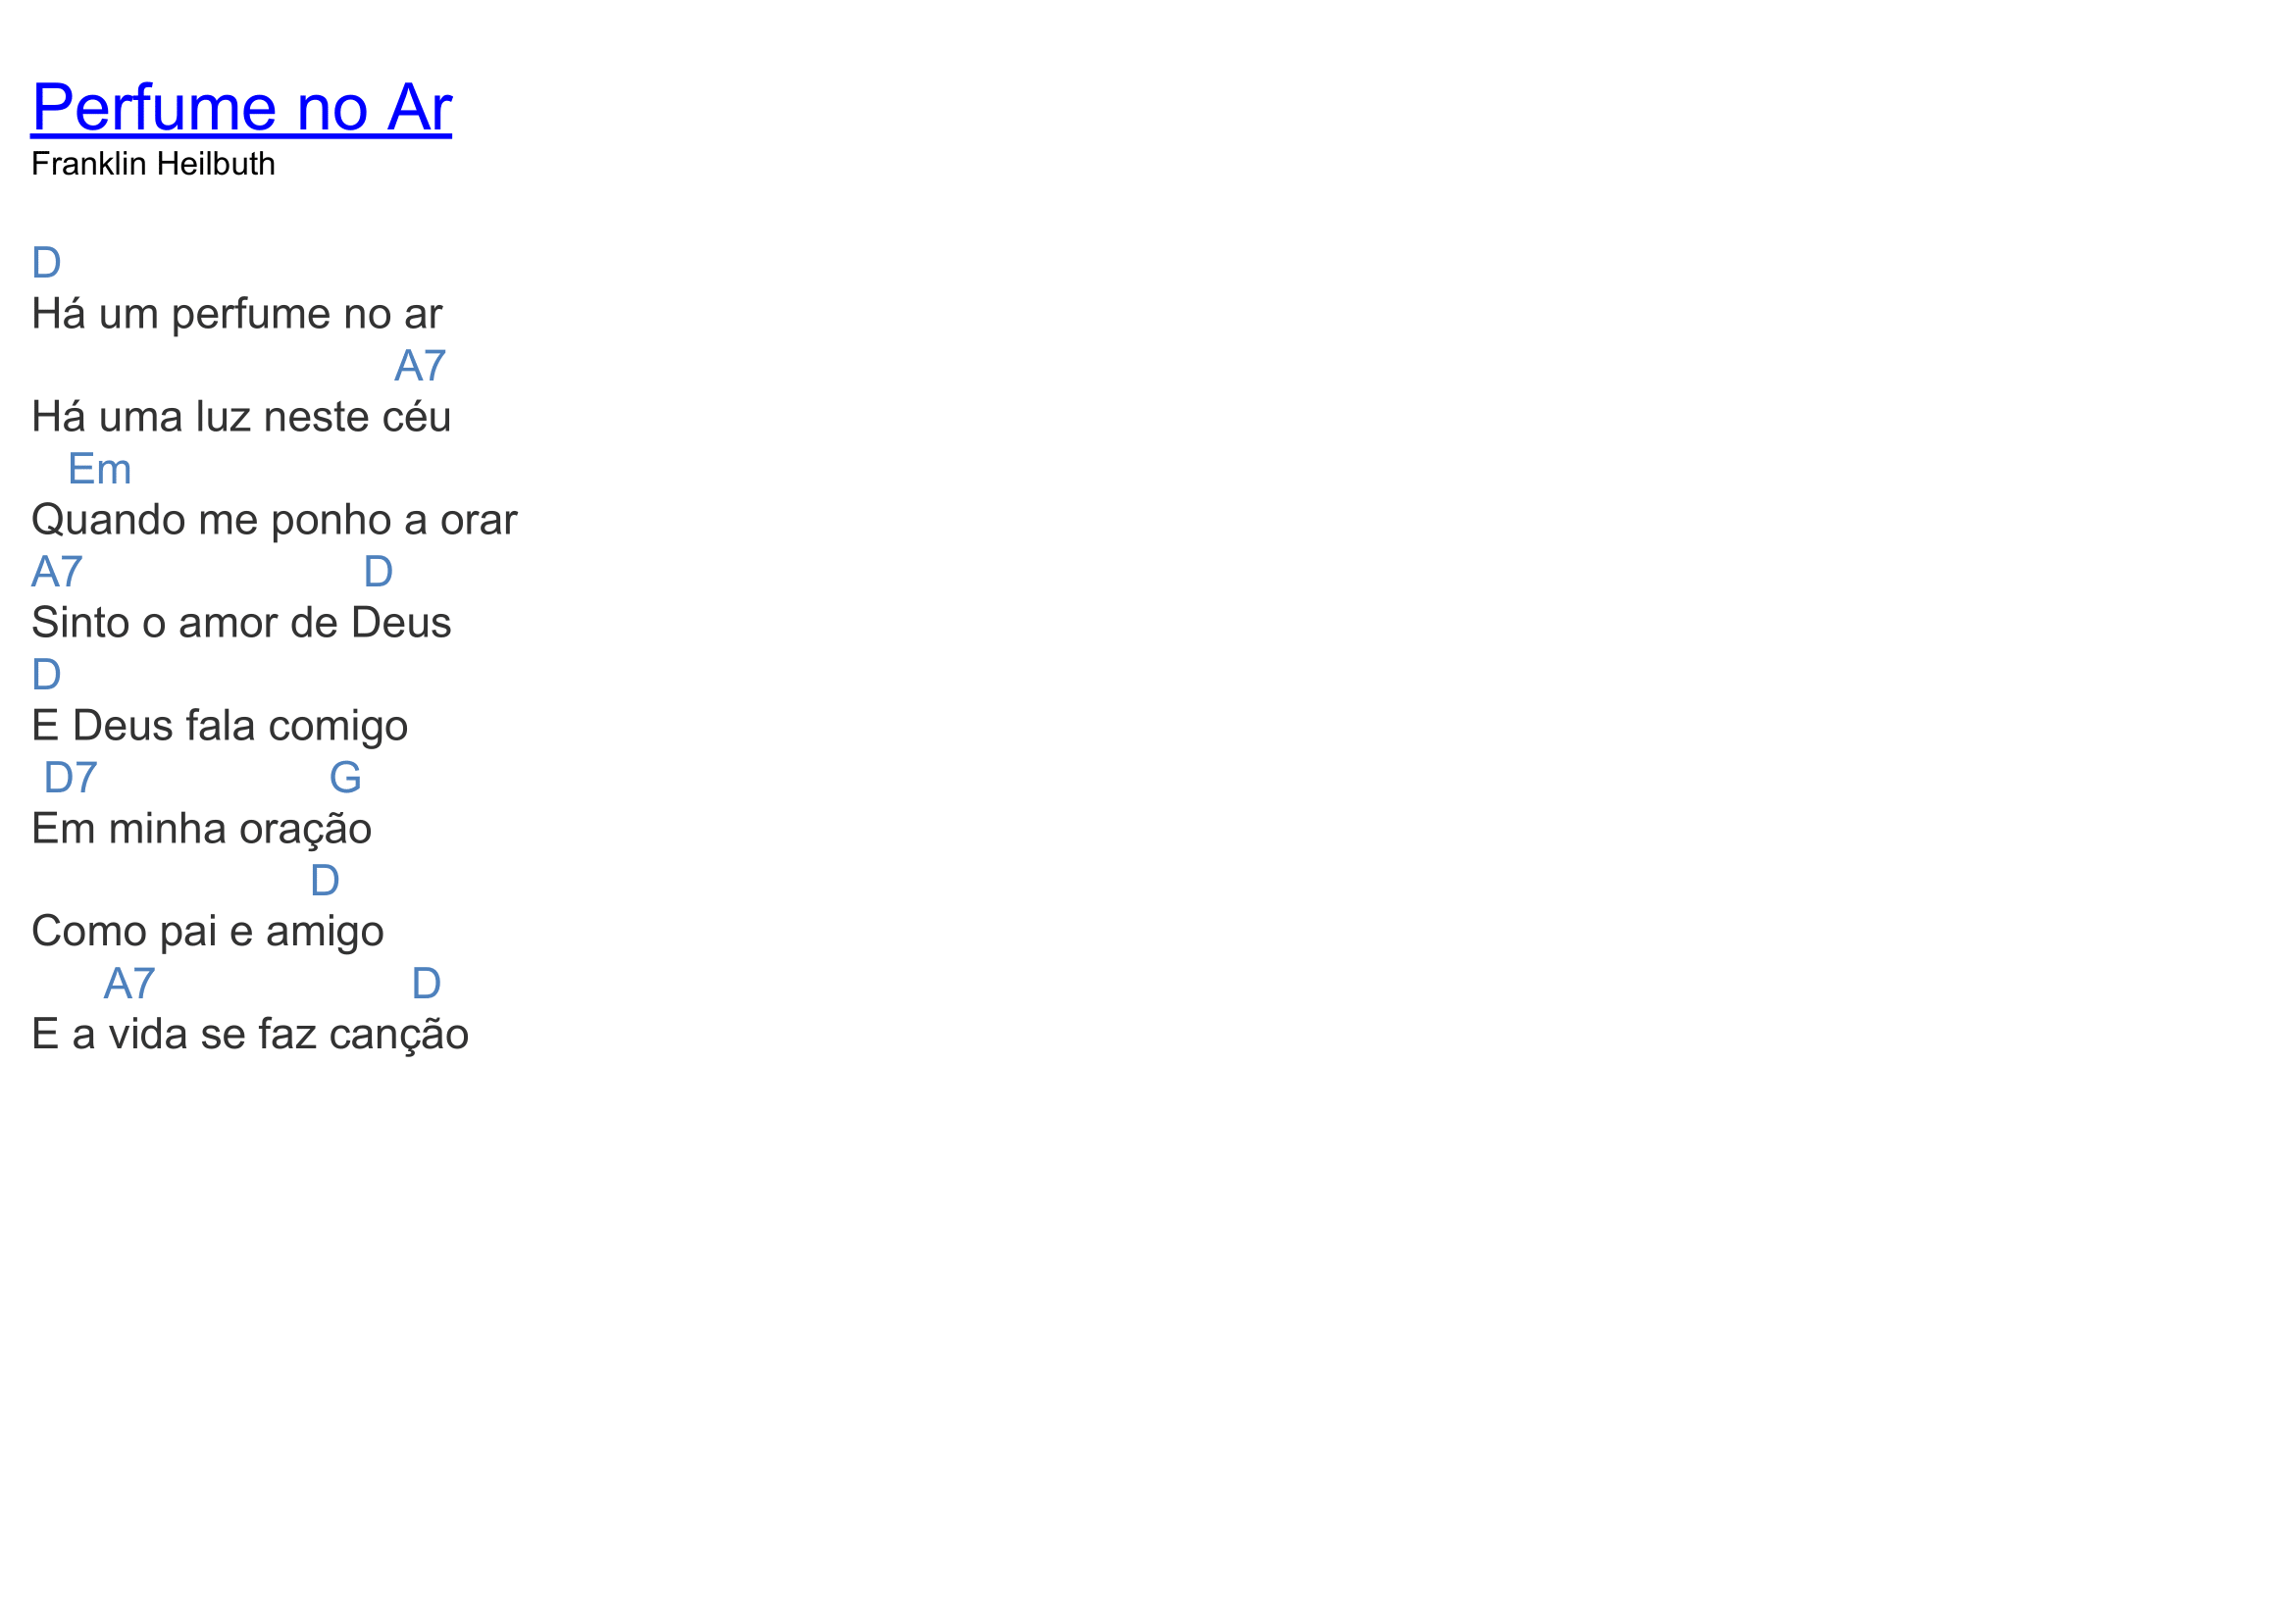 Perfume no Ar
Franklin Heilbuth
D
Há um perfume no ar
A7
Há uma luz neste céu
Em
Quando me ponho a orar
A7 D
Sinto o amor de Deus
D
E Deus fala comigo
D7 G
Em minha oração
D
Como pai e amigo
A7 D
E a vida se faz canção